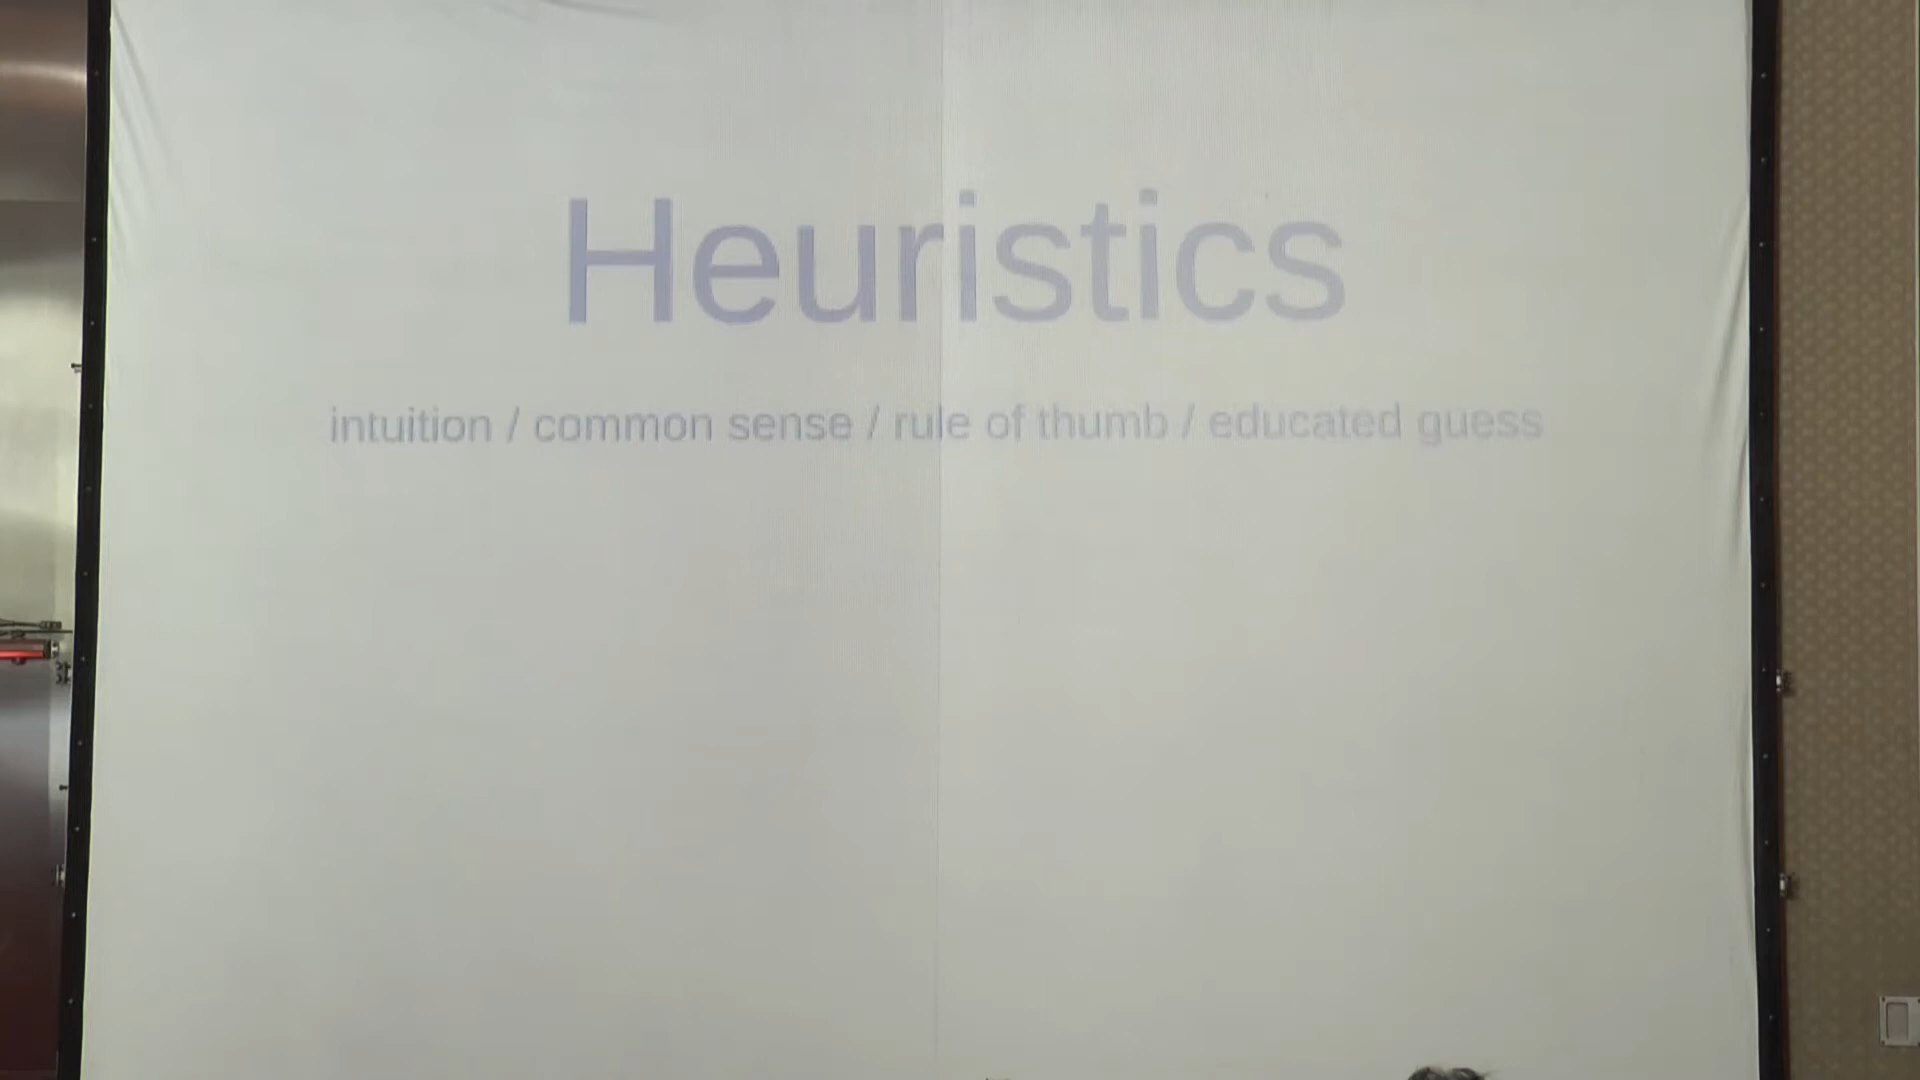 Heuristics
intuition / common sense / rule of thumb / educated guess